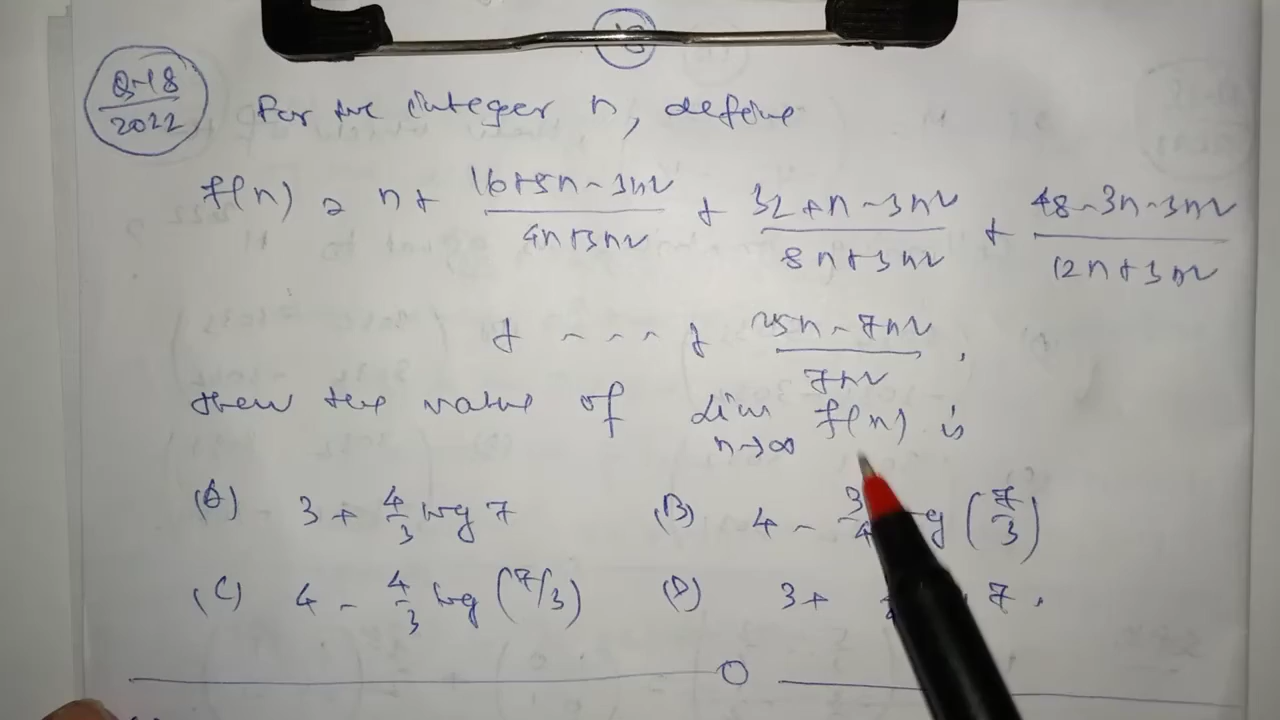 Q-18
2022
For +ve integer n, define
f(n) = n + 16+5n-3n² / 4n+3n² + 32+n-3n² / 8n+3n² + 48-3n-3n² / 12n+3n²
+ - - - - + 25n-7n² / 7n²,
then the value of Lim n→∞ f(n) is
(A) 3 + 4/3 log 7 (B) 4 - 3/4 log (7/3)
(C) 4 - 4/3 log (7/3) (D) 3 + 7.